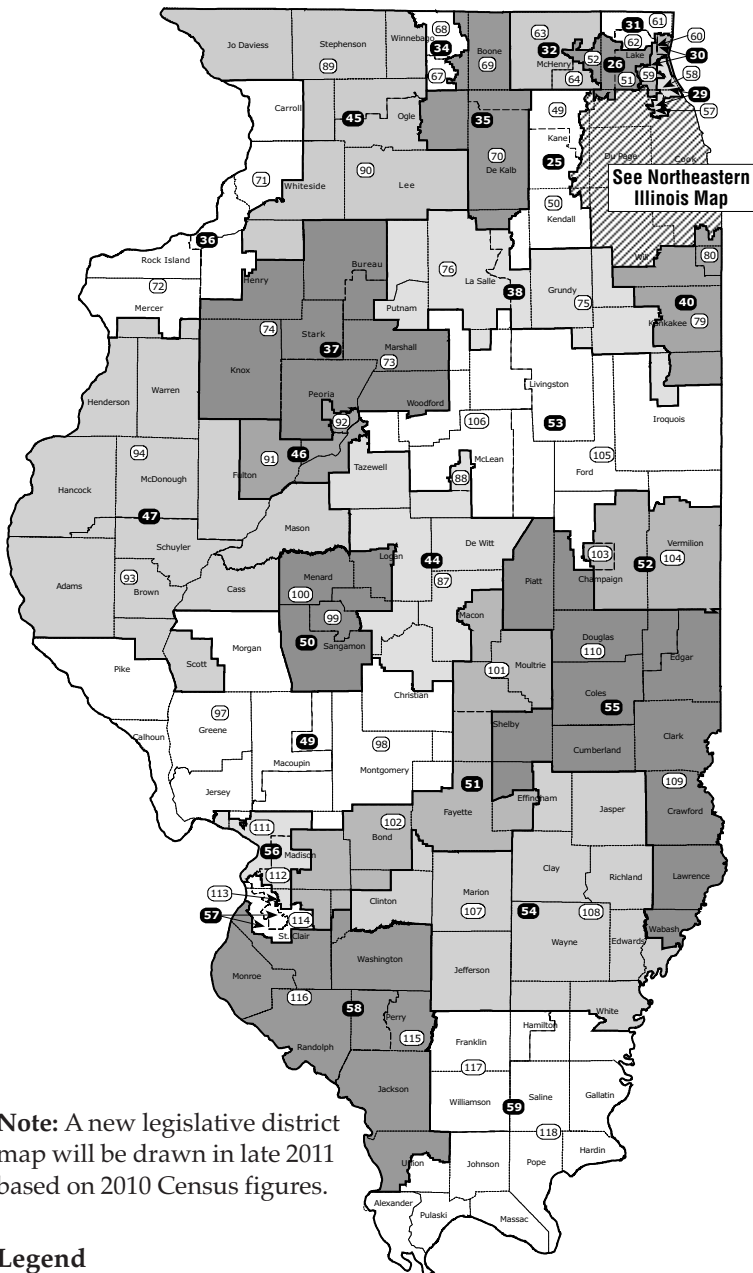 68
61
31
63
62
60
Jo Daviess
Stephenson
Winnebago
34
Boone
32
Lake
30
89
67
69
McHenry
52
26
59
58
64
51
29
57
Carroll
45
Ogle
35
49
Kane
70
De Kalb
25
Du Page
Cook
71
Whiteside
90
Lee
See Northeastern
Illinois Map
50
Kendall
36
Rock Island
Bureau
Will
80
72
Mercer
Henry
76
La Salle
38
Grundy
75
40
Putnam
Kankakee
79
74
Stark
37
Marshall
73
Knox
Warren
Peoria
Livingston
Henderson
Woodford
53
Iroquois
92
106
94
91
46
McLean
105
Ford
McDonough
Fulton
Tazewell
88
Hancock
47
Mason
Schuyler
De Witt
103
Vermilion
104
Adams
93
Brown
Cass
Menard
100
Logan
44
87
Piatt
Champaign
52
99
Macon
Douglas
110
Edgar
50
Sangamon
Morgan
101
Moultrie
Pike
Scott
Christian
Coles
55
97
Greene
Shelby
Calhoun
49
98
Cumberland
Clark
Macoupin
Montgomery
Jersey
51
109
Fayette
Effingham
Jasper
Crawford
111
102
Bond
56
Madison
112
Clay
Richland
Lawrence
113
Clinton
Marion
57
114
107
54
108
St. Clair
Wayne
Edwards
Wabash
Washington
Monroe
Jefferson
116
58
Perry
White
Randolph
115
Franklin
Hamilton
117
Jackson
Williamson
59
Saline
Gallatin
118
Note: A new legislative district
map will be drawn in late 2011
based on 2010 Census figures.
Union
Johnson
Pope
Hardin
Alexander
Pulaski
Massac
Legend